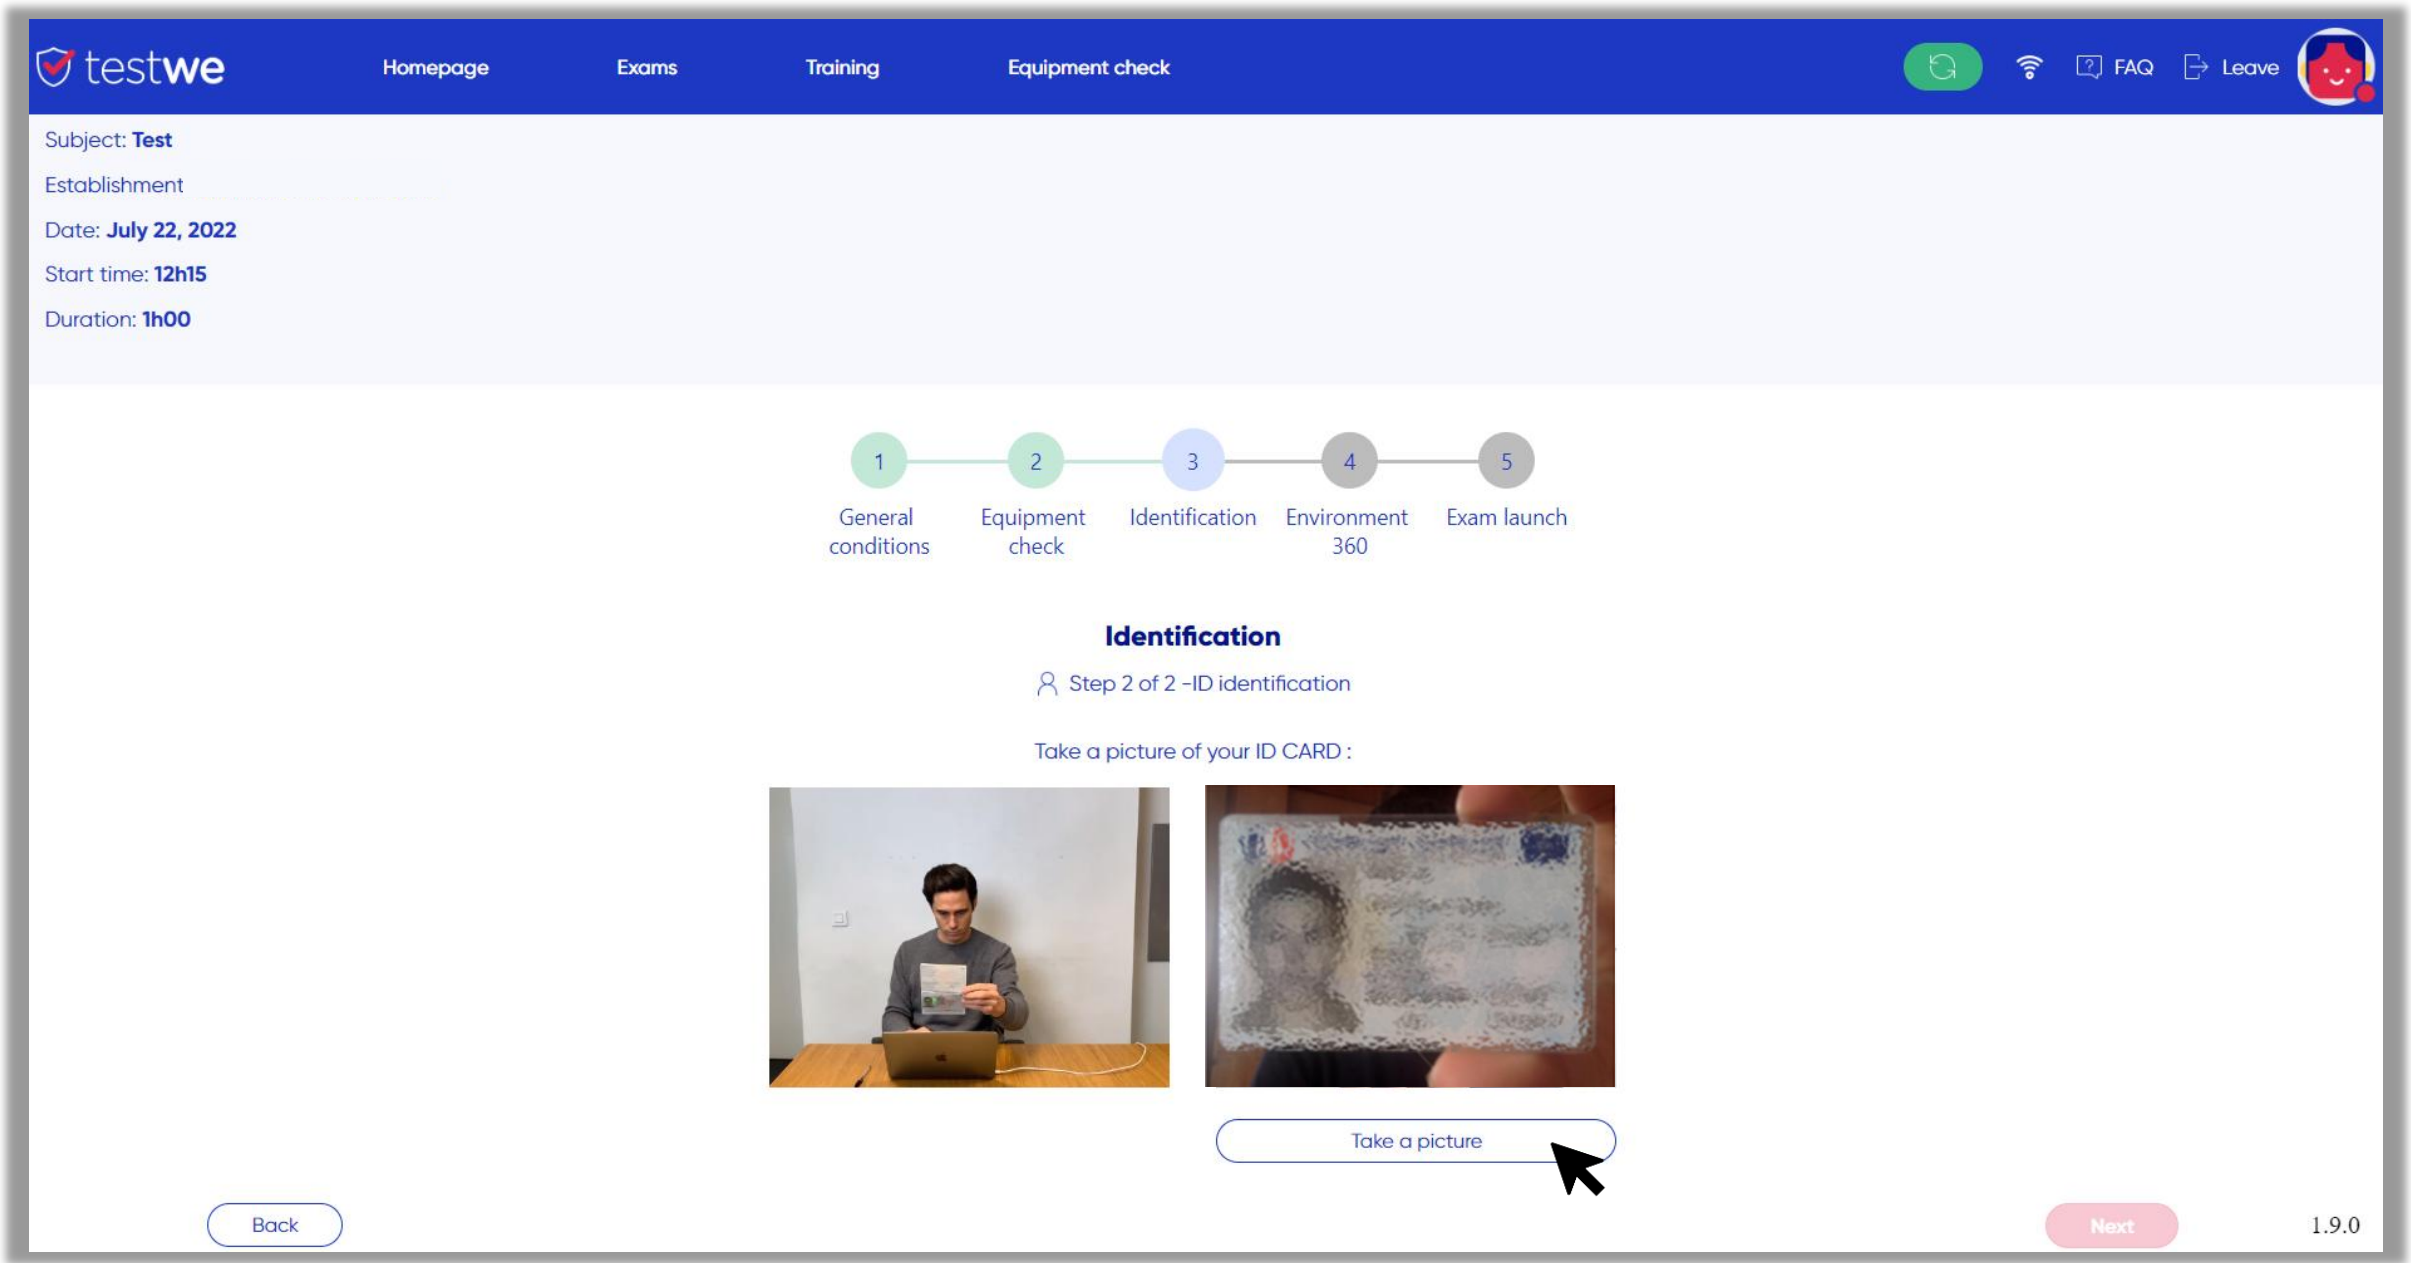 testwe
Homepage
Exams
Training
Equipment check
FAQ
Leave
Subject: Test
Establishment
Date: July 22, 2022
Start time: 12h15
Duration: 1h00
1
2
3
4
5
General
conditions
Equipment
check
Identification
Environment
360
Exam launch
Identification
Step 2 of 2 -ID identification
Take a picture of your ID CARD :
Take a picture
Back
Next
1.9.0